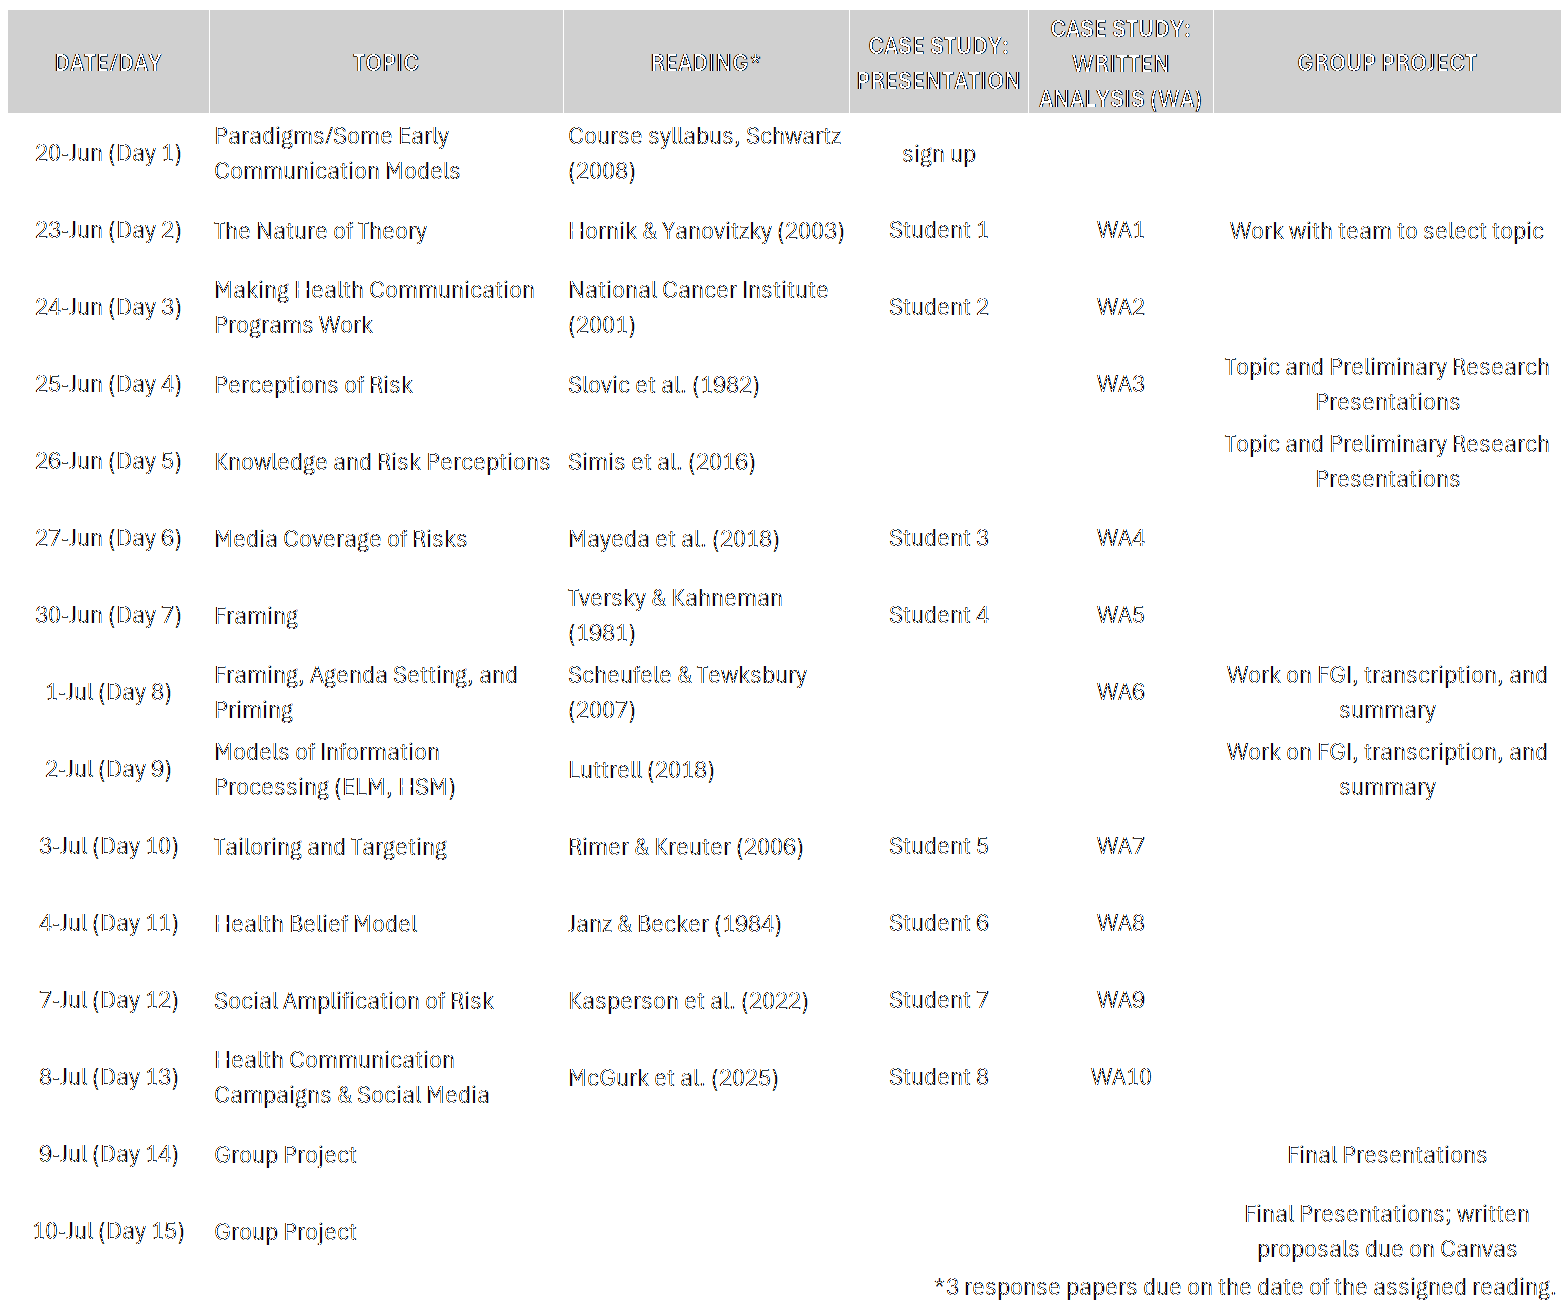 DATE/DAY TOPIC READING* CASE STUDY: PRESENTATION CASE STUDY: WRITTEN ANALYSIS (WA) GROUP PROJECT
20-Jun (Day 1) Paradigms/Some Early Communication Models Course syllabus, Schwartz (2008) sign up
23-Jun (Day 2) The Nature of Theory Hornik & Yanovitzky (2003) Student 1 WA1 Work with team to select topic
24-Jun (Day 3) Making Health Communication Programs Work National Cancer Institute (2001) Student 2 WA2
25-Jun (Day 4) Perceptions of Risk Slovic et al. (1982) WA3 Topic and Preliminary Research Presentations
26-Jun (Day 5) Knowledge and Risk Perceptions Simis et al. (2016) Topic and Preliminary Research Presentations
27-Jun (Day 6) Media Coverage of Risks Mayeda et al. (2018) Student 3 WA4
30-Jun (Day 7) Framing Tversky & Kahneman (1981) Student 4 WA5
1-Jul (Day 8) Framing, Agenda Setting, and Priming Scheufele & Tewksbury (2007) WA6 Work on FGI, transcription, and summary
2-Jul (Day 9) Models of Information Processing (ELM, HSM) Luttrell (2018) Work on FGI, transcription, and summary
3-Jul (Day 10) Tailoring and Targeting Rimer & Kreuter (2006) Student 5 WA7
4-Jul (Day 11) Health Belief Model Janz & Becker (1984) Student 6 WA8
7-Jul (Day 12) Social Amplification of Risk Kasperson et al. (2022) Student 7 WA9
8-Jul (Day 13) Health Communication Campaigns & Social Media McGurk et al. (2025) Student 8 WA10
9-Jul (Day 14) Group Project Final Presentations
10-Jul (Day 15) Group Project Final Presentations; written proposals due on Canvas
*3 response papers due on the date of the assigned reading.